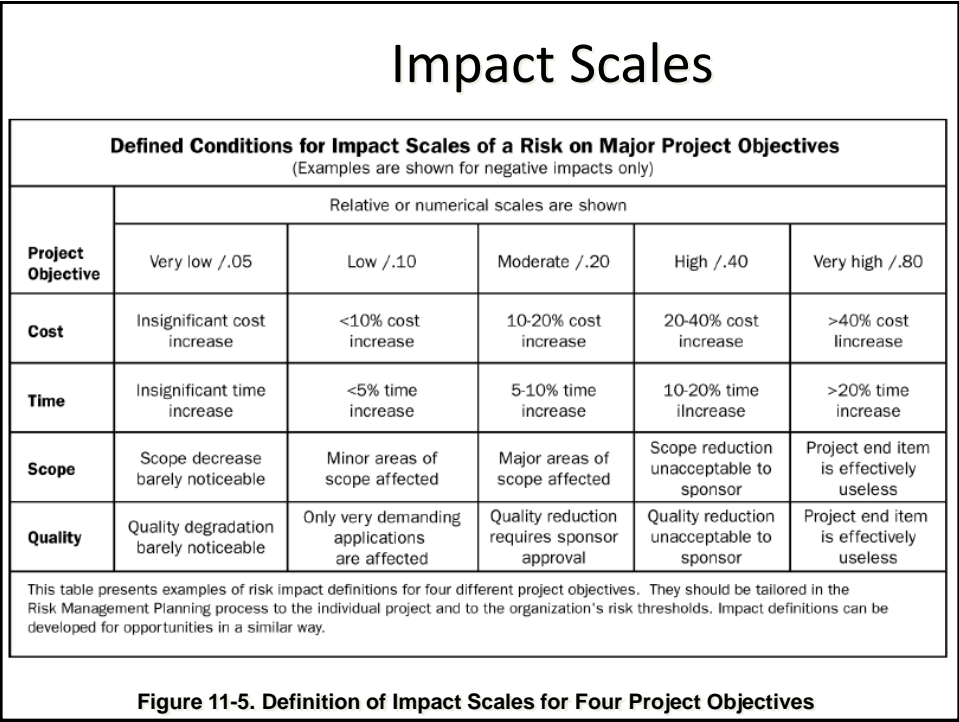 Impact Scales
Defined Conditions for Impact Scales of a Risk on Major Project Objectives
(Examples are shown for negative impacts only)
Relative or numerical scales are shown
Project
Objective
Very low /.05
Low /.10
Moderate /.20
High /.40
Very high /.80
Cost
Insignificant cost
increase
<10% cost
increase
10-20% cost
increase
20-40% cost
increase
>40% cost
Iincrease
Time
Insignificant time
increase
<5% time
increase
5-10% time
increase
10-20% time
iIncrease
>20% time
increase
Scope
Scope decrease
barely noticeable
Minor areas of
scope affected
Major areas of
scope affected
Scope reduction
unacceptable to
sponsor
Project end item
is effectively
useless
Quality
Quality degradation
barely noticeable
Only very demanding
applications
are affected
Quality reduction
requires sponsor
approval
Quality reduction
unacceptable to
sponsor
Project end item
is effectively
useless
This table presents examples of risk impact definitions for four different project objectives. They should be tailored in the
Risk Management Planning process to the individual project and to the organization's risk thresholds. Impact definitions can be
developed for opportunities in a similar way.
Figure 11-5. Definition of Impact Scales for Four Project Objectives